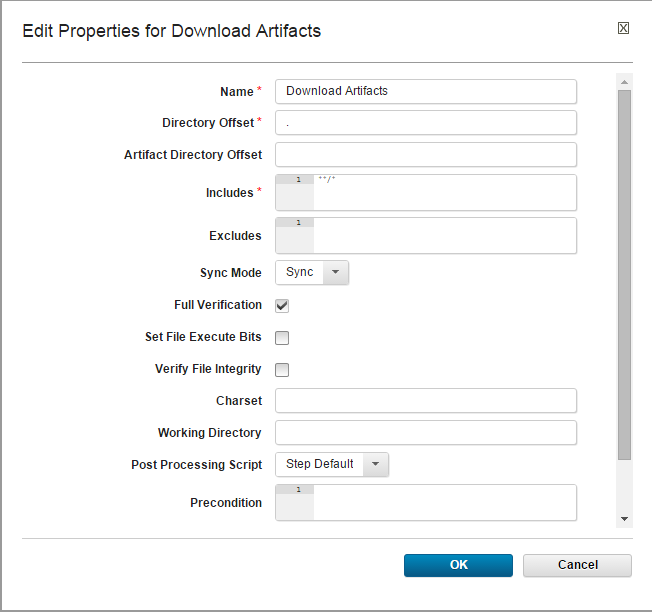 Edit Properties for Download Artifacts
Name * Download Artifacts
Directory Offset * .
Artifact Directory Offset
Includes * 1 **/*
Excludes 1
Sync Mode Sync
Full Verification
Set File Execute Bits
Verify File Integrity
Charset
Working Directory
Post Processing Script Step Default
Precondition 1
OK Cancel